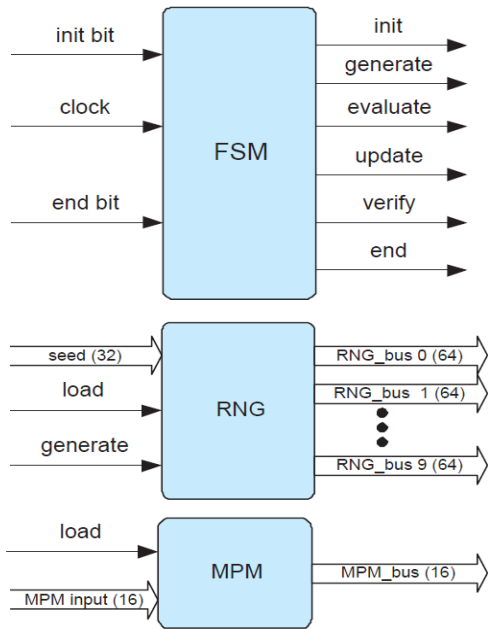 init bit
init
generate
clock
evaluate
FSM
update
end bit
verify
end
seed (32)
RNG_bus 0 (64)
load
RNG_bus 1 (64)
RNG
generate
RNG_bus 9 (64)
load
MPM
MPM_bus (16)
MPM input (16)